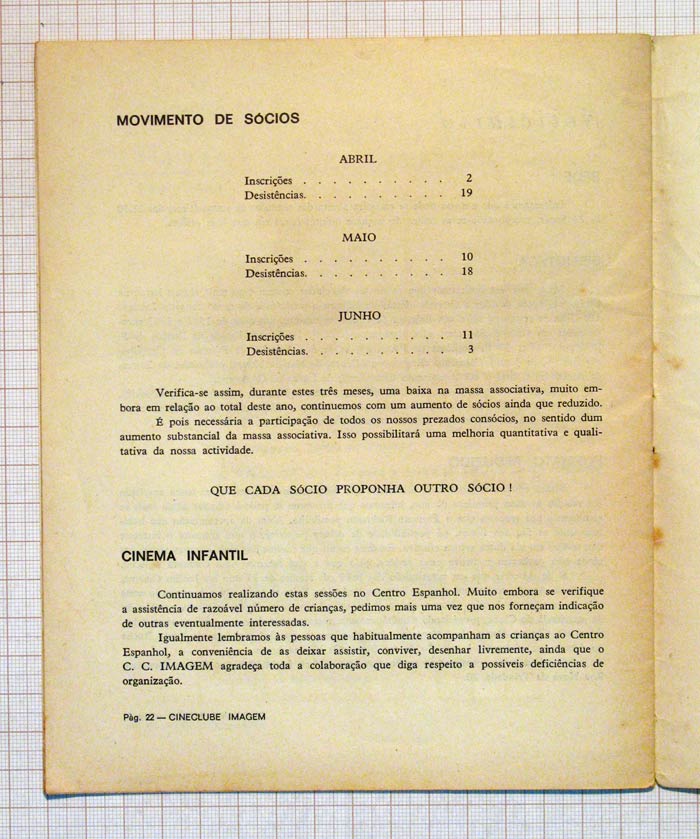 MOVIMENTO DE SÓCIOS
ABRIL
Inscrições . . . . . . . . . . 2
Desistências. . . . . . . . . . 19
MAIO
Inscrições . . . . . . . . . . 10
Desistências. . . . . . . . . . 18
JUNHO
Inscrições . . . . . . . . . . 11
Desistências. . . . . . . . . . 3
Verifica-se assim, durante estes três meses, uma baixa na massa associativa, muito em-
bora em relação ao total deste ano, continuemos com um aumento de sócios ainda que reduzido.
É pois necessária a participação de todos os nossos prezados consócios, no sentido dum
aumento substancial da massa associativa. Isso possibilitará uma melhoria quantitativa e quali-
tativa da nossa actividade.
QUE CADA SÓCIO PROPONHA OUTRO SÓCIO !
CINEMA INFANTIL
Continuamos realizando estas sessões no Centro Espanhol. Muito embora se verifique
a assistência de razoável número de crianças, pedimos mais uma vez que nos forneçam indicação
de outras eventualmente interessadas.
Igualmente lembramos às pessoas que habitualmente acompanham as crianças ao Centro
Espanhol, a conveniência de as deixar assistir, conviver, desenhar livremente, ainda que o
C. C. IMAGEM agradeça toda a colaboração que diga respeito a possíveis deficiências de
organização.
Pàg. 22 — CINECLUBE IMAGEM